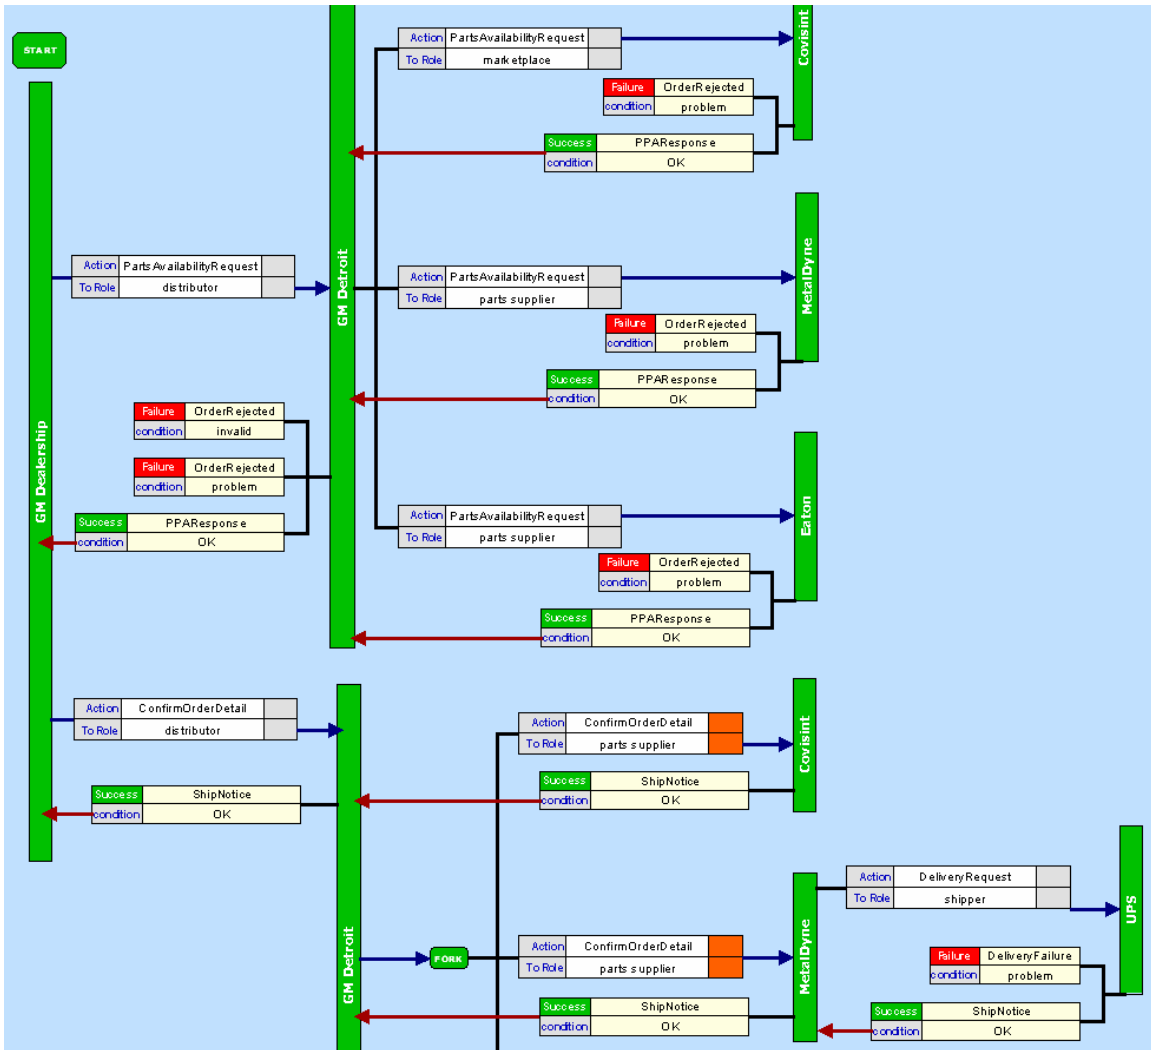 START
GM Dealership
Action PartsAvailabilityRequest
To Role distributor
Failure OrderRejected
condition invalid
Failure OrderRejected
condition problem
Success PPAResponse
condition OK
GM Detroit
Action PartsAvailabilityRequest
To Role marketplace
Covisint
Failure OrderRejected
condition problem
Success PPAResponse
condition OK
Action PartsAvailabilityRequest
To Role parts supplier
MetalDyne
Failure OrderRejected
condition problem
Success PPAResponse
condition OK
Action PartsAvailabilityRequest
To Role parts supplier
Eaton
Failure OrderRejected
condition problem
Success PPAResponse
condition OK
Action ConfirmOrderDetail
To Role distributor
Success ShipNotice
condition OK
GM Detroit
FORK
Action ConfirmOrderDetail
To Role parts supplier
Covisint
Success ShipNotice
condition OK
Action ConfirmOrderDetail
To Role parts supplier
MetalDyne
Success ShipNotice
condition OK
Action DeliveryRequest
To Role shipper
UPS
Failure DeliveryFailure
condition problem
Success ShipNotice
condition OK